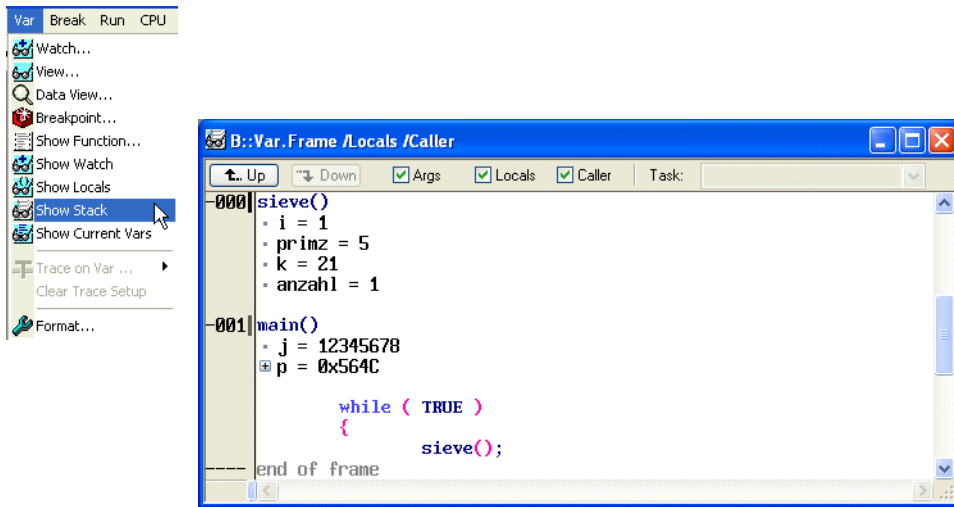 Var Break Run CPU
Watch...
View...
Data View...
Breakpoint...
Show Function...
Show Watch
Show Locals
Show Stack
Show Current Vars
Trace on Var ...
Clear Trace Setup
Format...
B::Var.Frame /Locals /Caller
Up Down Args Locals Caller Task:
-000 sieve()
i = 1
primz = 5
k = 21
anzahl = 1
-001 main()
j = 12345678
p = 0x564C
while ( TRUE )
{
sieve();
---- end of frame